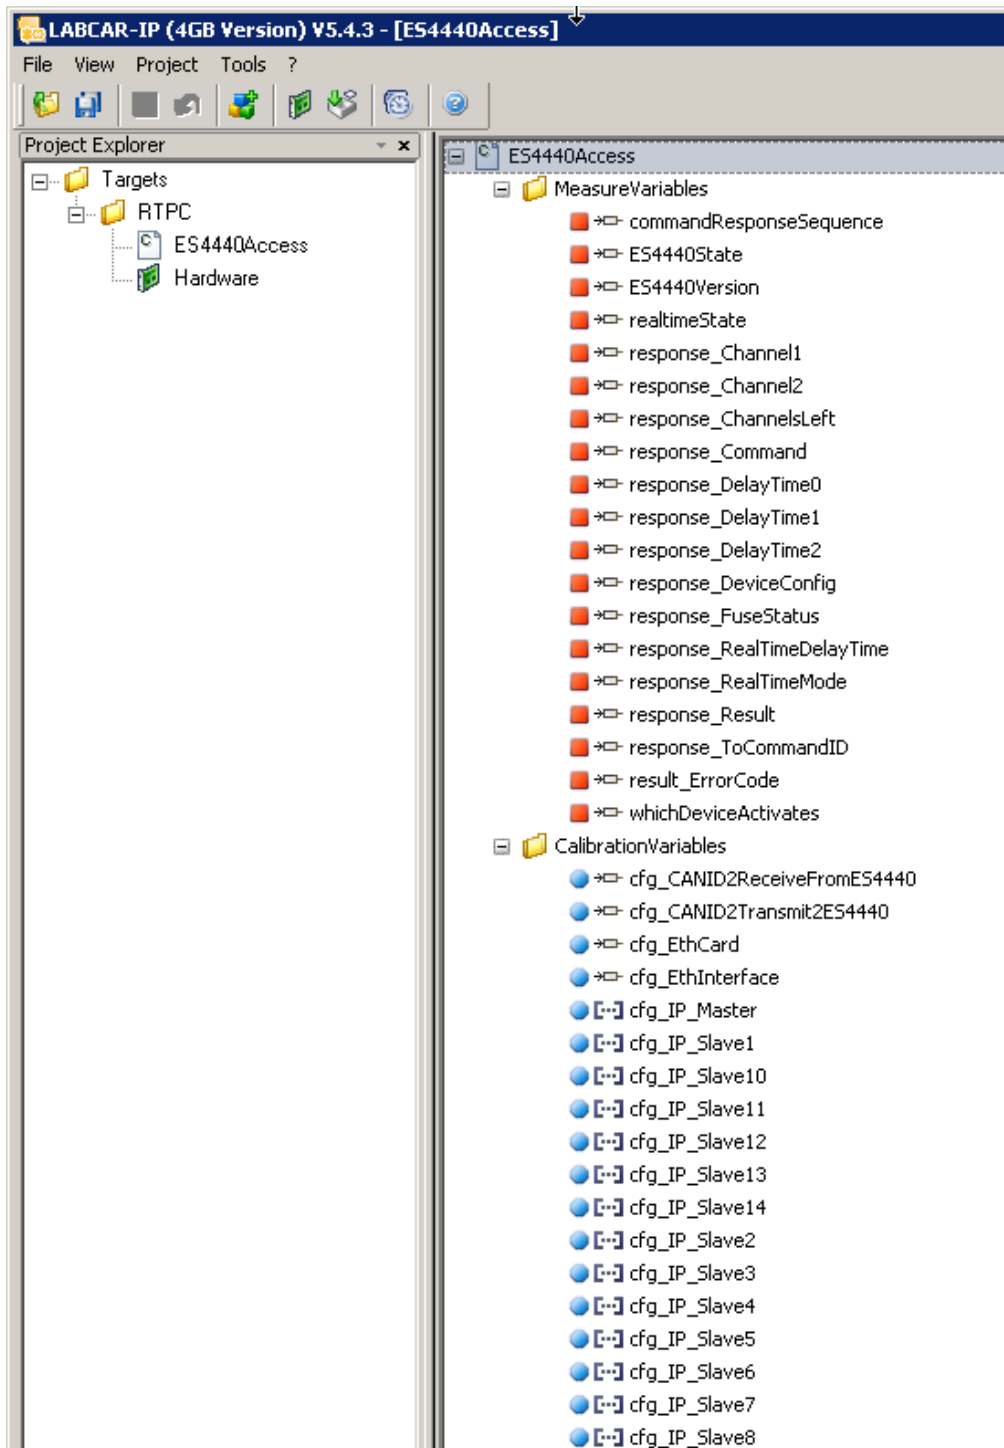 LABCAR-IP (4GB Version) V5.4.3 - [ES4440Access]
File View Project Tools ?
Project Explorer
Targets
RTPC
ES4440Access
Hardware
ES4440Access
MeasureVariables
commandResponseSequence
ES4440State
ES4440Version
realtimeState
response_Channel1
response_Channel2
response_ChannelsLeft
response_Command
response_DelayTime0
response_DelayTime1
response_DelayTime2
response_DeviceConfig
response_FuseStatus
response_RealTimeDelayTime
response_RealTimeMode
response_Result
response_ToCommandID
result_ErrorCode
whichDeviceActivates
CalibrationVariables
cfg_CANID2ReceiveFromES4440
cfg_CANID2Transmit2ES4440
cfg_EthCard
cfg_EthInterface
cfg_IP_Master
cfg_IP_Slave1
cfg_IP_Slave10
cfg_IP_Slave11
cfg_IP_Slave12
cfg_IP_Slave13
cfg_IP_Slave14
cfg_IP_Slave2
cfg_IP_Slave3
cfg_IP_Slave4
cfg_IP_Slave5
cfg_IP_Slave6
cfg_IP_Slave7
cfg_IP_Slave8